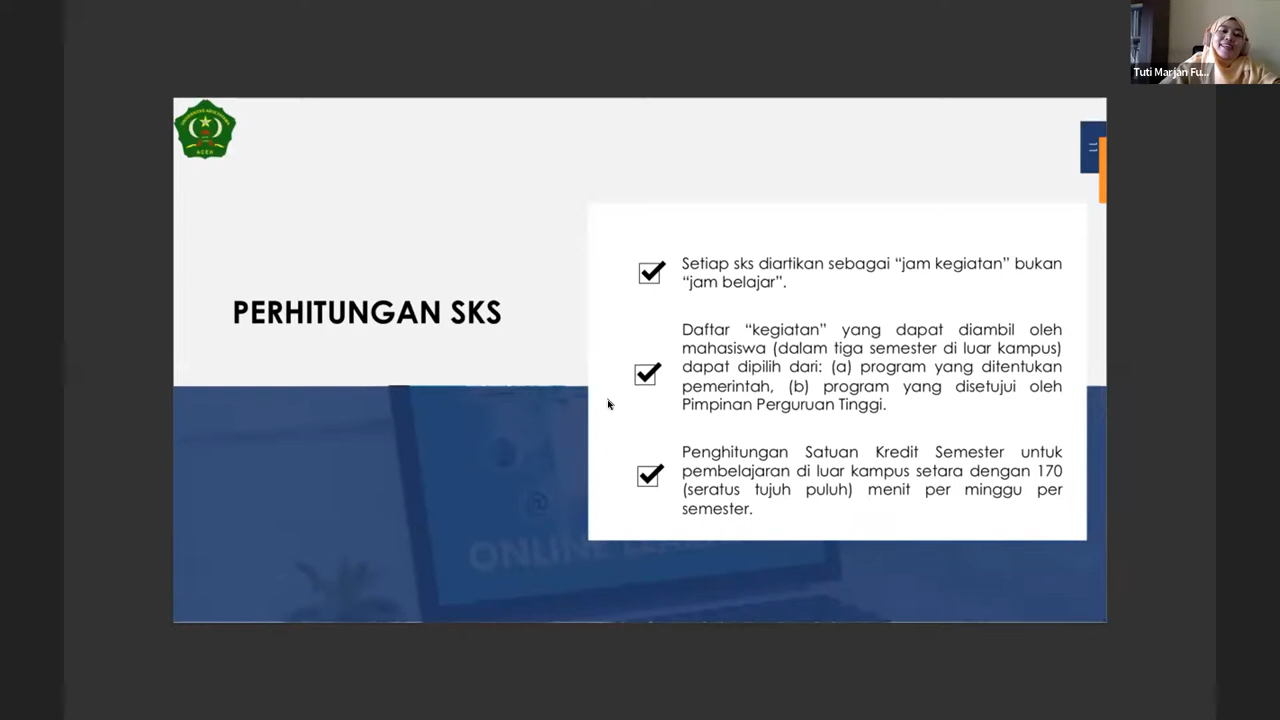 Tuti Marjan Fu...
ACEH
PERHITUNGAN SKS
Setiap sks diartikan sebagai “jam kegiatan” bukan
“jam belajar”.
Daftar “kegiatan” yang dapat diambil oleh
mahasiswa (dalam tiga semester di luar kampus)
dapat dipilih dari: (a) program yang ditentukan
pemerintah, (b) program yang disetujui oleh
Pimpinan Perguruan Tinggi.
Penghitungan Satuan Kredit Semester untuk
pembelajaran di luar kampus setara dengan 170
(seratus tujuh puluh) menit per minggu per
semester.
ONLINE